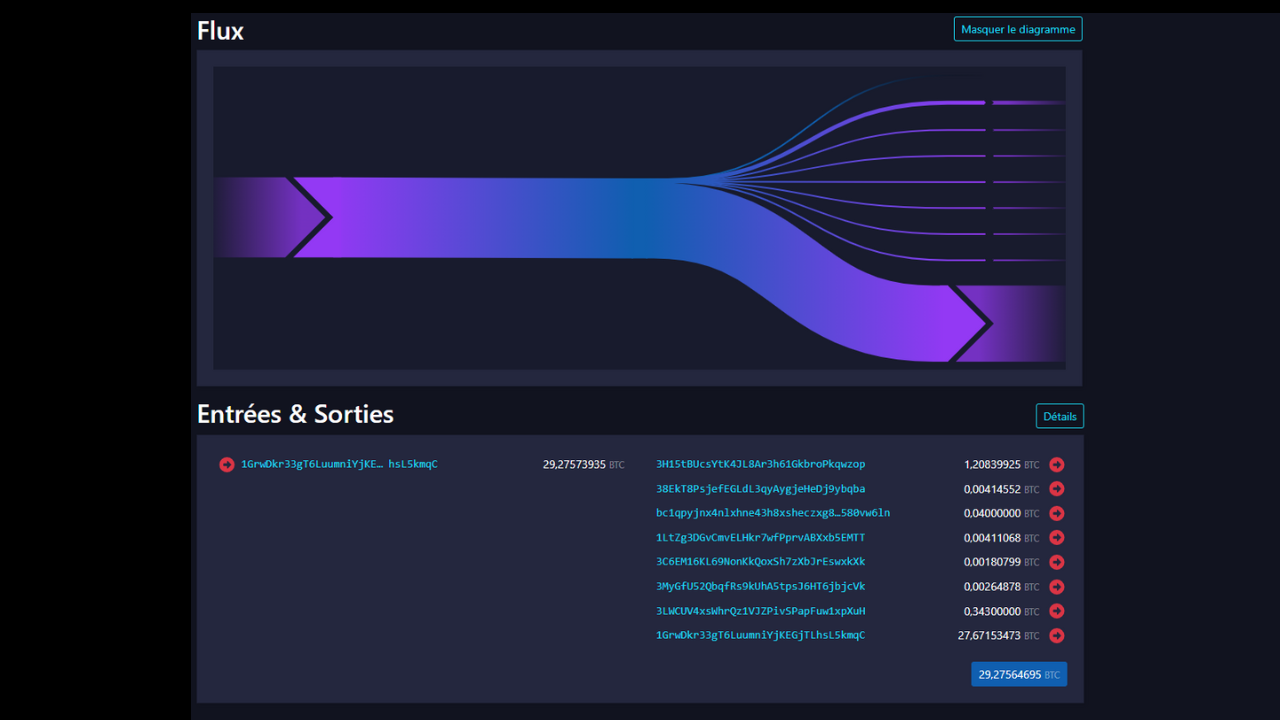 Flux
Masquer le diagramme
Entrées & Sorties
Détails
1GrwDkr33gT6LuumniYjKE… hsL5kmqC 29,27573935 BTC
3H15tBUcsYtK4JL8Ar3h61GkbroPkqwzop 1,20839925 BTC
38EkT8PsjefEGLdL3qyAygjeHeDj9ybqba 0,00414552 BTC
bc1qpyjnx4nlxhne43h8xsheczxg8…580vw6ln 0,04000000 BTC
1LtZg3DGvCmvELHkr7wfPprvABXxb5EMTT 0,00411068 BTC
3C6EM16KL69NonKkQoxSh7zXbJrEswxkXk 0,00180799 BTC
3MyGfU52QbqfRs9kUhA5tpsJ6HT6jbjcVk 0,00264878 BTC
3LWCUV4xsWhrQz1VJZPivSPapFuw1xpXuH 0,34300000 BTC
1GrwDkr33gT6LuumniYjKEGjTLhsL5kmqC 27,67153473 BTC
29,27564695 BTC